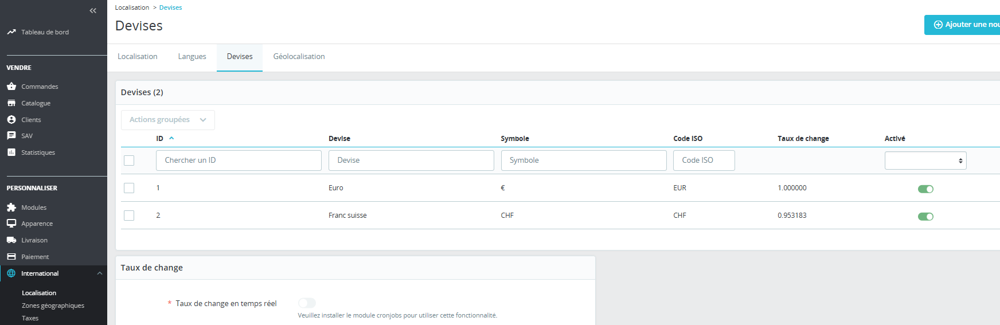 Localisation > Devises
Devises
Ajouter une nou
Tableau de bord
VENDRE
Commandes
Catalogue
Clients
SAV
Statistiques
PERSONNALISER
Modules
Apparence
Livraison
Paiement
International
Localisation
Zones géographiques
Taxes
Localisation Langues Devises Géolocalisation
Devises (2)
Actions groupées
ID Devise Symbole Code ISO Taux de change Activé
Chercher un ID Devise Symbole Code ISO
1 Euro € EUR 1.000000
2 Franc suisse CHF CHF 0.953183
Taux de change
* Taux de change en temps réel
Veuillez installer le module cronjobs pour utiliser cette fonctionnalité.